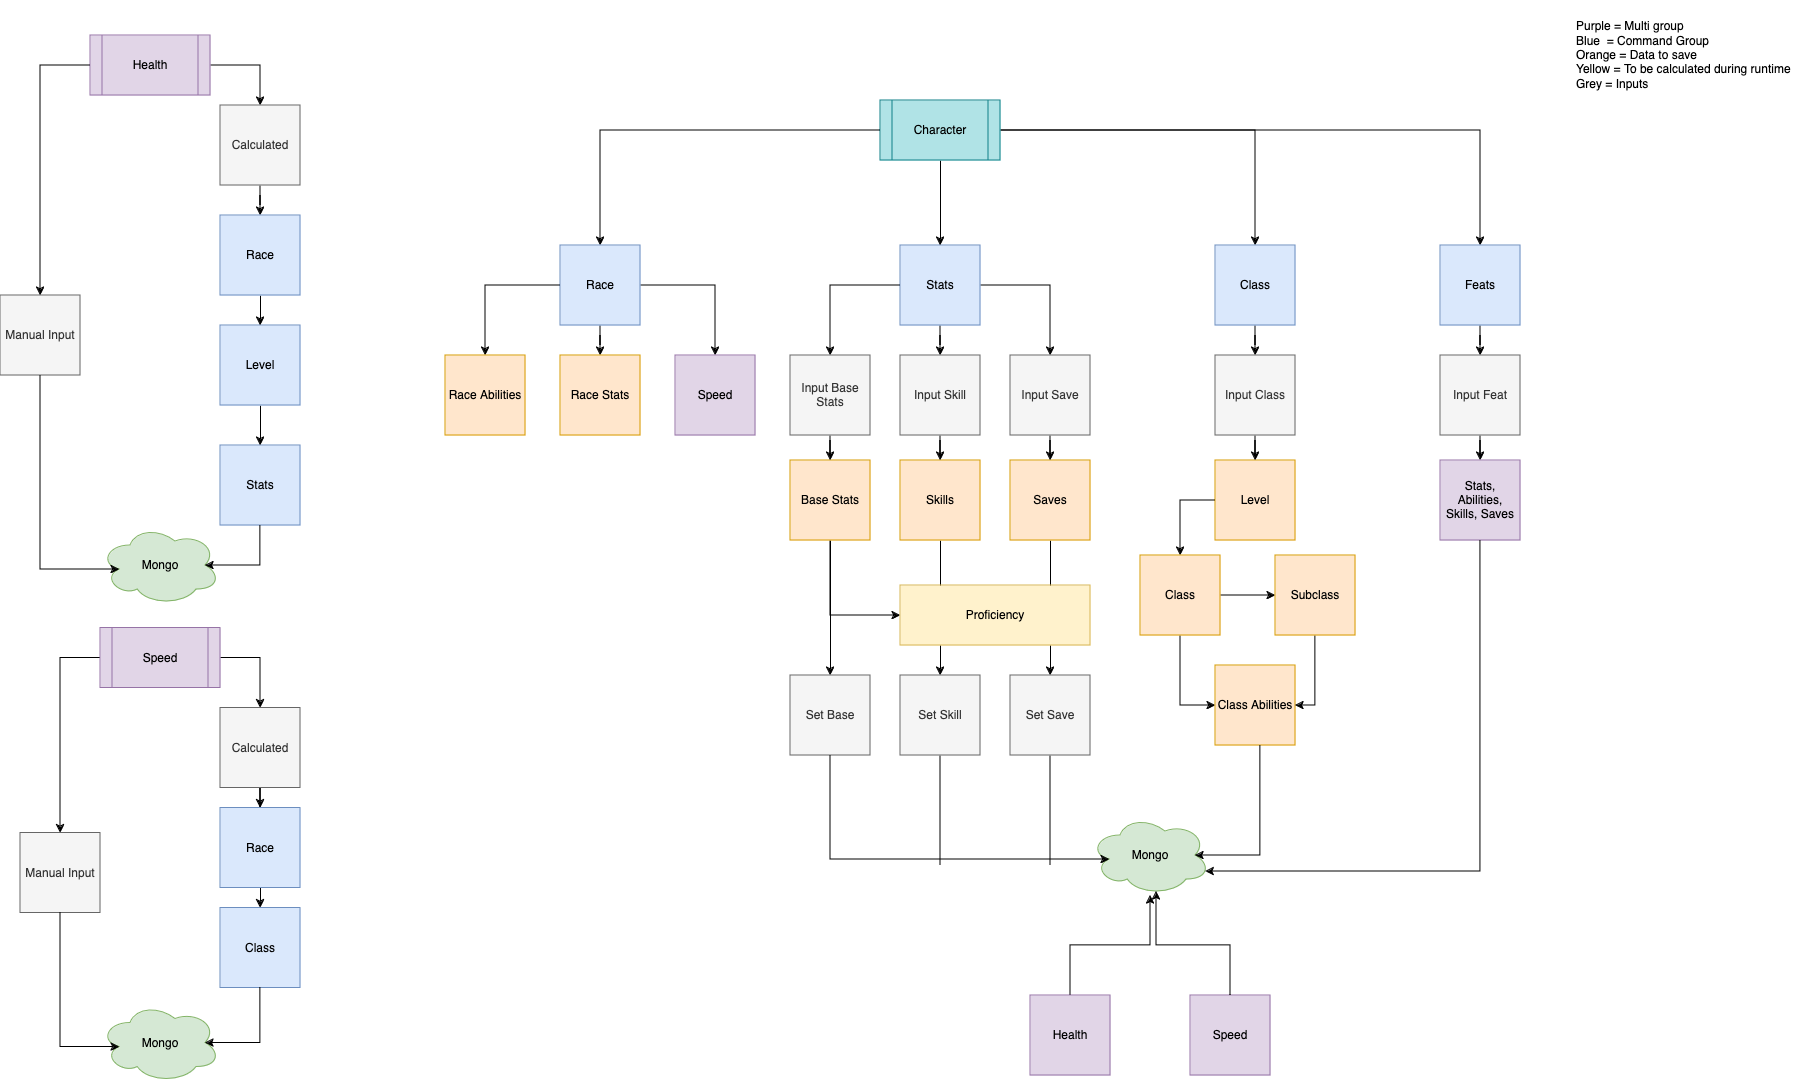 Purple = Multi group
Blue  = Command Group
Orange = Data to save
Yellow = To be calculated during runtime
Grey = Inputs
Health
Calculated
Race
Manual Input
Level
Stats
Mongo
Speed
Calculated
Race
Manual Input
Class
Mongo
Character
Race
Stats
Class
Feats
Race Abilities
Race Stats
Speed
Input Base
Stats
Input Skill
Input Save
Input Class
Input Feat
Base Stats
Skills
Saves
Level
Stats,
Abilities,
Skills, Saves
Proficiency
Class
Subclass
Set Base
Set Skill
Set Save
Class Abilities
Mongo
Health
Speed